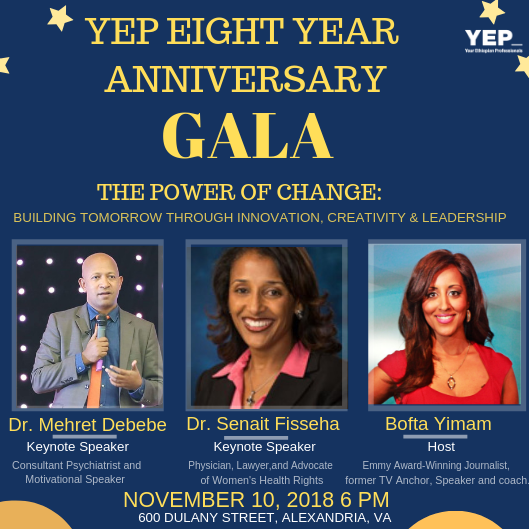 YEP EIGHT YEAR
YEP_
Your Ethiopian Professionals
ANNIVERSARY
GALA
THE POWER OF CHANGE:
BUILDING TOMORROW THROUGH INNOVATION, CREATIVITY & LEADERSHIP
Dr. Mehret Debebe
Keynote Speaker
Consultant Psychiatrist and
Motivational Speaker
Dr. Senait Fisseha
Keynote Speaker
Physician, Lawyer,and Advocate
of Women's Health Rights
Bofta Yimam
Host
Emmy Award-Winning Journalist,
former TV Anchor, Speaker and coach.
NOVEMBER 10, 2018 6 PM
600 DULANY STREET, ALEXANDRIA, VA